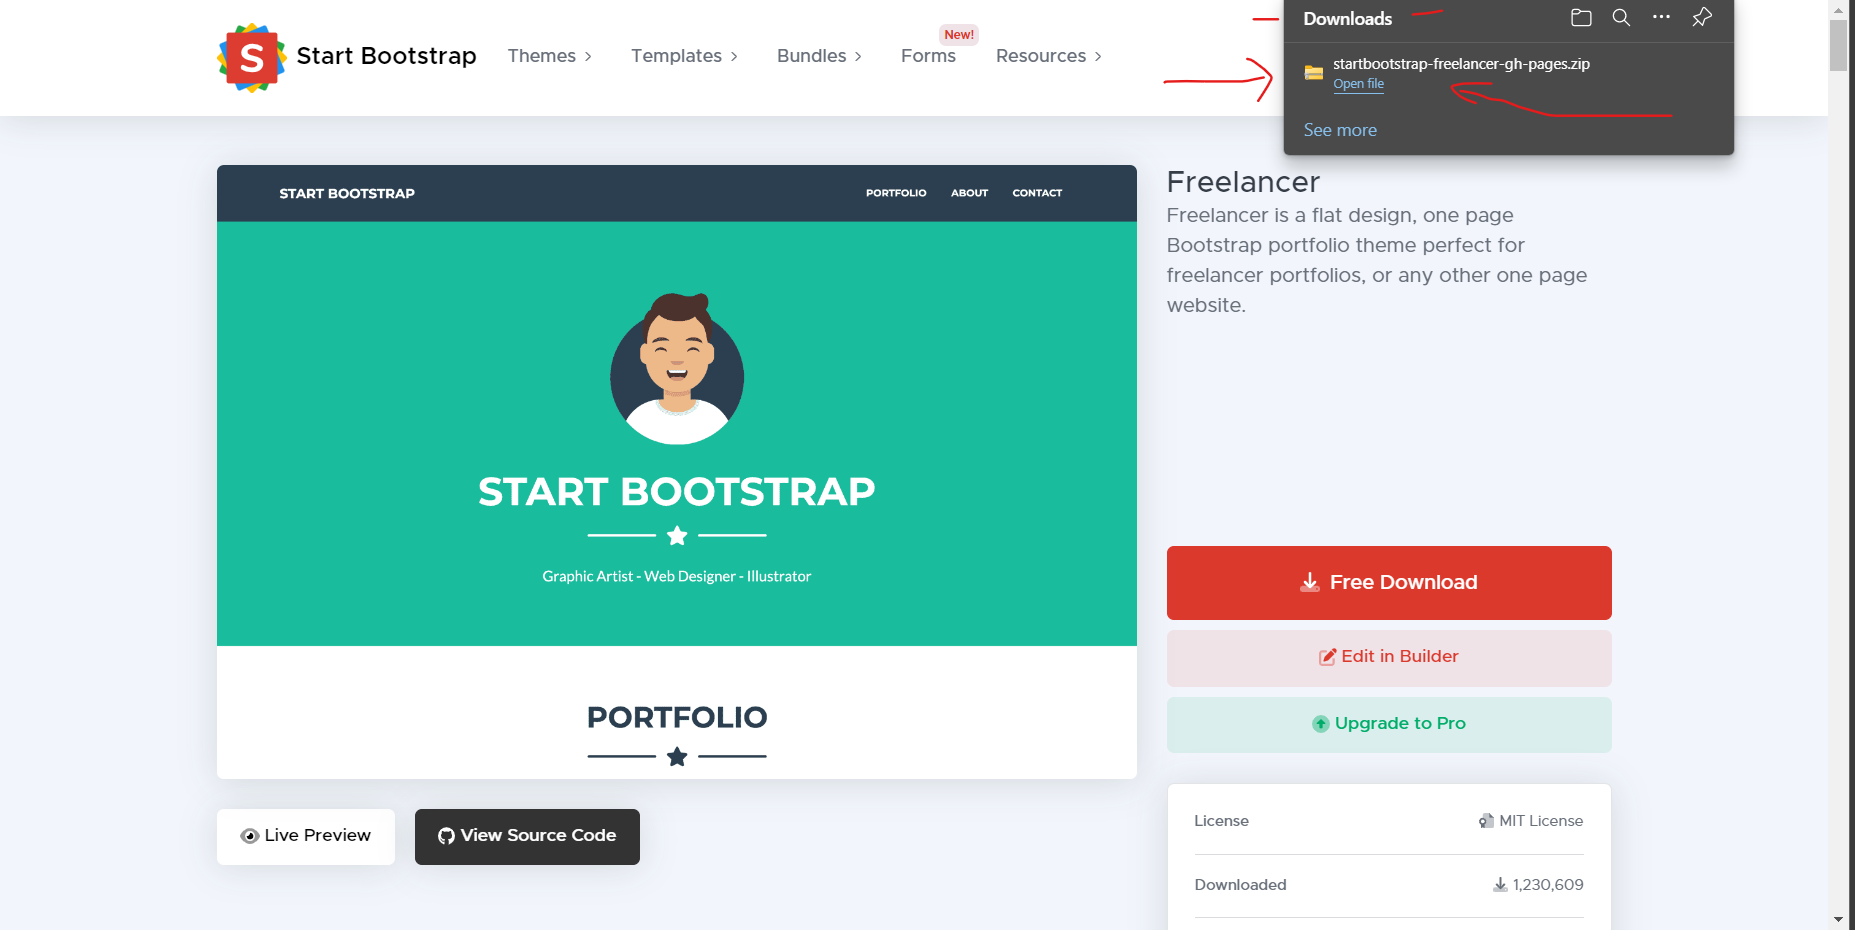 S Start Bootstrap
Themes
Templates
Bundles
Forms
New!
Resources
Downloads
startbootstrap-freelancer-gh-pages.zip
Open file
See more
START BOOTSTRAP
PORTFOLIO
ABOUT
CONTACT
START BOOTSTRAP
Graphic Artist - Web Designer - Illustrator
PORTFOLIO
Live Preview
View Source Code
Freelancer
Freelancer is a flat design, one page
Bootstrap portfolio theme perfect for
freelancer portfolios, or any other one page
website.
Free Download
Edit in Builder
Upgrade to Pro
License
MIT License
Downloaded
1,230,609